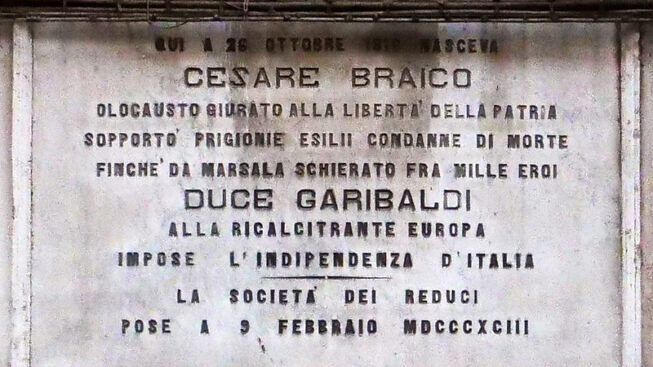 QUI A 26 OTTOBRE 1816 NASCEVA
CESARE BRAICO
OLOCAUSTO GIURATO ALLA LIBERTA' DELLA PATRIA
SOPPORTO' PRIGIONIE ESILII CONDANNE DI MORTE
FINCHE' DA MARSALA SCHIERATO FRA MILLE EROI
DUCE GARIBALDI
ALLA RICALCITRANTE EUROPA
IMPOSE L'INDIPENDENZA D'ITALIA
LA SOCIETA' DEI REDUCI
POSE A 9 FEBBRAIO MDCCCXCIII